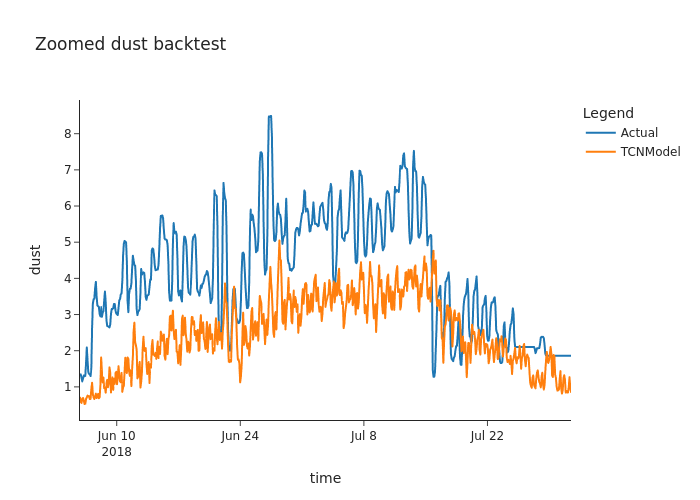 Zoomed dust backtest
Legend
Actual
TCNModel
8
7
6
5
4
3
2
1
dust
Jun 10
2018
Jun 24
Jul 8
Jul 22
time